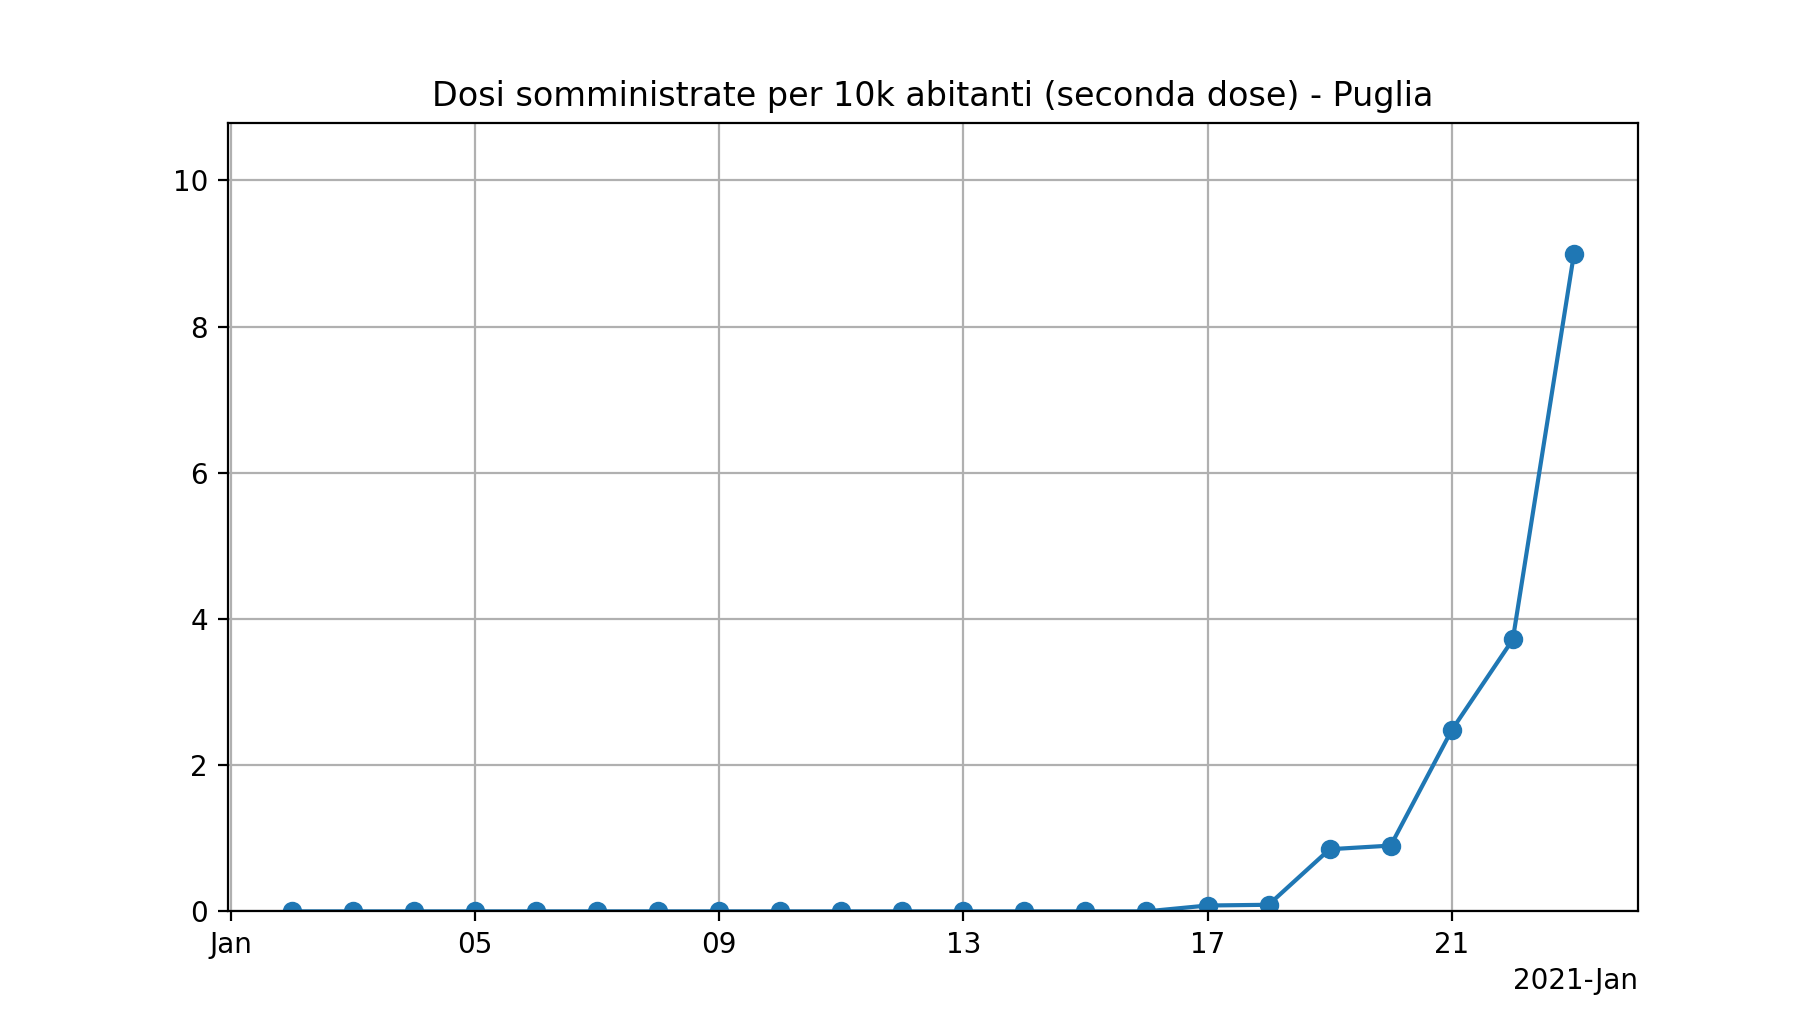 Dosi somministrate per 10k abitanti (seconda dose) - Puglia
10
8
6
4
2
0
Jan 05 09 13 17 21
2021-Jan